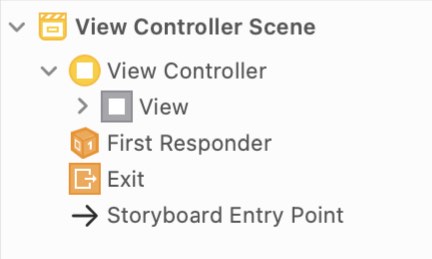 View Controller Scene
View Controller
View
First Responder
Exit
Storyboard Entry Point